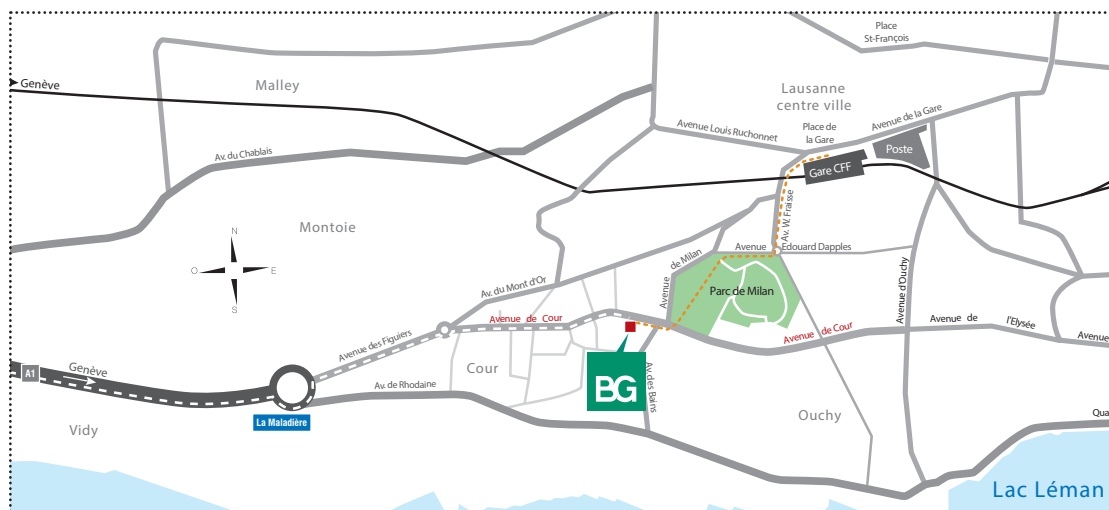 Place
St-François
Genève
Malley
Lausanne
centre ville
Avenue de la Gare
Avenue Louis Ruchonnet
Place de
la Gare
Poste
Av. du Chablais
Gare CFF
Av. W. Fraisse
Montoie
N
O
E
S
Avenue
Edouard Dapples
de Milan
Avenue
Parc de Milan
Av. du Mont d'Or
Avenue d'Ouchy
Avenue de Cour
Avenue de
l'Elysée
Avenue
Avenue de Cour
Avenue des Figuiers
Genève
A1
Cour
Av. de Rhodaine
BG
Av. des Bains
La Maladière
Vidy
Ouchy
Qua
Lac Léman